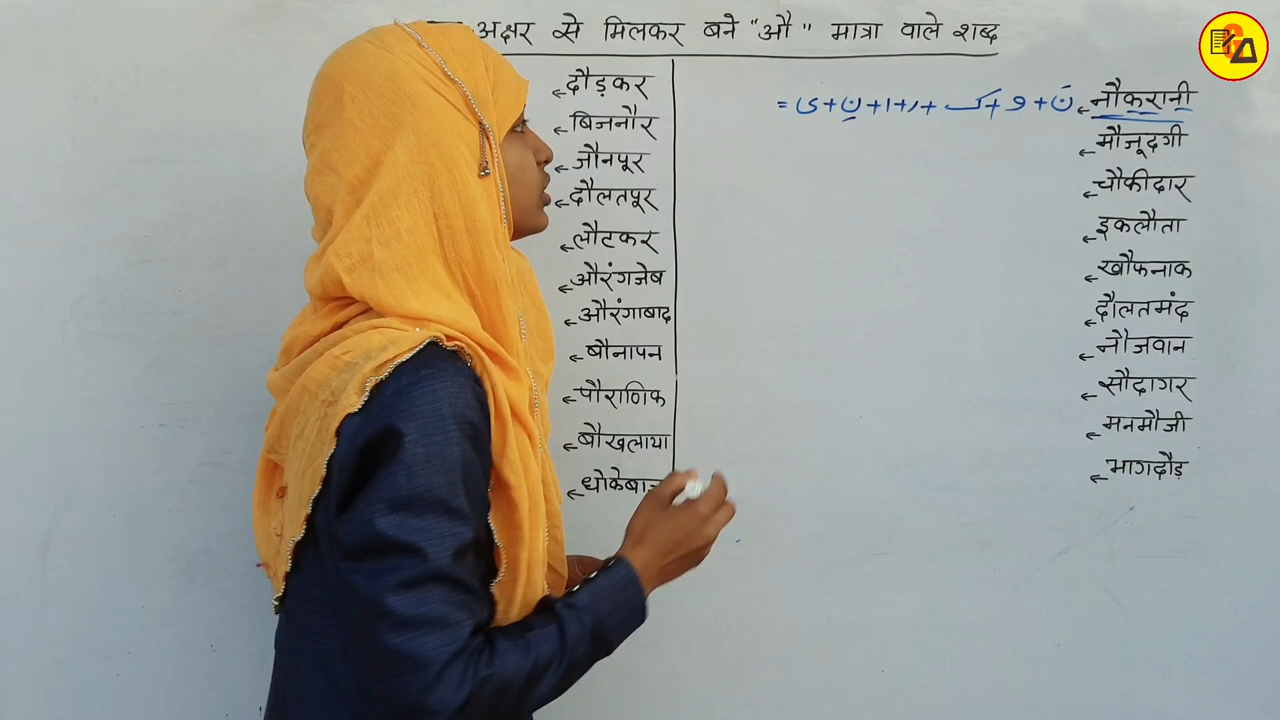 अक्षर से मिलकर बने "औ" मात्रा वाले शब्द
दौड़कर
बिजनौर
जौनपूर
दौलतपूर
लौटकर
औरंगजेब
औरंगाबाद
बौनापन
पौराणिक
बौखलाया
नौकरानी ← نَ + و + ک + ر + ا + نِ + ی =
मौजूदगी
चौकीदार
इकलौता
खौफनाक
दौलतमंद
नौजवान
सौदागर
मनमौजी
भागदौड़